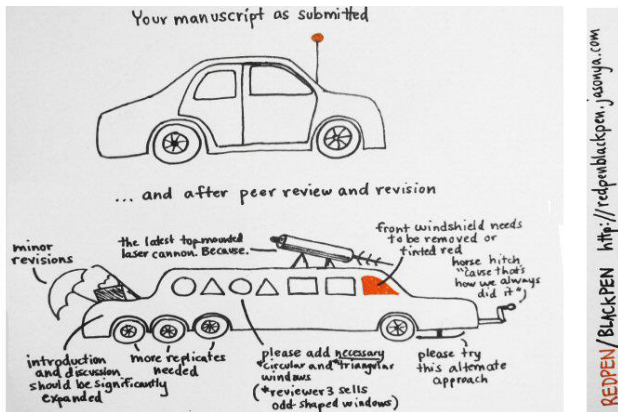 Your manuscript as submitted
... and after peer review and revision
minor
revisions
the latest top mounted
laser cannon. Because.
front windshield needs
to be removed or
tinted red
horse hitch
"cause that's
how we always
did it"
introduction
and discussion
should be significantly
expanded
more replicates
needed
please add necessary
*circular and *triangular
windows
(*reviewer 3 sells
odd-shaped windows)
please try
this alternate
approach
REDPEN/BLACKPEN http://redpenblackpen.jasonya.com